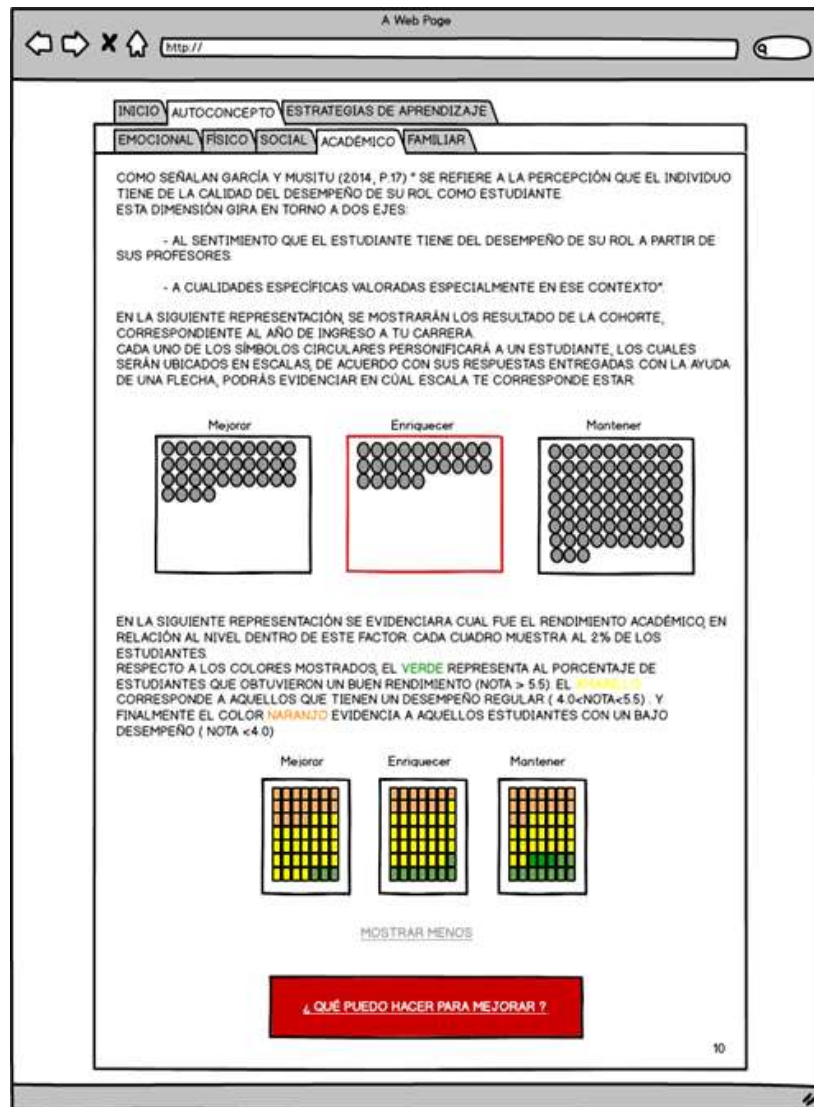 A Web Page
http://
INICIO AUTOCONCEPTO ESTRATEGIAS DE APRENDIZAJE
EMOCIONAL FÍSICO SOCIAL ACADÉMICO FAMILIAR
COMO SEÑALAN GARCÍA Y MUSITU (2014, P.17) " SE REFIERE A LA PERCEPCIÓN QUE EL INDIVIDUO
TIENE DE LA CALIDAD DEL DESEMPEÑO DE SU ROL COMO ESTUDIANTE.
ESTA DIMENSIÓN GIRA EN TORNO A DOS EJES:
- AL SENTIMIENTO QUE EL ESTUDIANTE TIENE DEL DESEMPEÑO DE SU ROL A PARTIR DE
SUS PROFESORES.
- A CUALIDADES ESPECÍFICAS VALORADAS ESPECIALMENTE EN ESE CONTEXTO".
EN LA SIGUIENTE REPRESENTACIÓN, SE MOSTRARÁN LOS RESULTADO DE LA COHORTE,
CORRESPONDIENTE AL AÑO DE INGRESO A TU CARRERA.
CADA UNO DE LOS SÍMBOLOS CIRCULARES PERSONIFICARÁ A UN ESTUDIANTE, LOS CUALES
SERÁN UBICADOS EN ESCALAS, DE ACUERDO CON SUS RESPUESTAS ENTREGADAS. CON LA AYUDA
DE UNA FLECHA, PODRÁS EVIDENCIAR EN CÚAL ESCALA TE CORRESPONDE ESTAR.
Mejorar Enriquecer Mantener
EN LA SIGUIENTE REPRESENTACIÓN SE EVIDENCIARA CUAL FUE EL RENDIMIENTO ACADÉMICO, EN
RELACIÓN AL NIVEL DENTRO DE ESTE FACTOR. CADA CUADRO MUESTRA AL 2% DE LOS
ESTUDIANTES.
RESPECTO A LOS COLORES MOSTRADOS, EL VERDE REPRESENTA AL PORCENTAJE DE
ESTUDIANTES QUE OBTUVIERON UN BUEN RENDIMIENTO (NOTA > 5.5). EL AMARILLO
CORRESPONDE A AQUELLOS QUE TIENEN UN DESEMPEÑO REGULAR ( 4.0<NOTA<5.5) . Y
FINALMENTE EL COLOR NARANJO EVIDENCIA A AQUELLOS ESTUDIANTES CON UN BAJO
DESEMPEÑO ( NOTA <4.0)
Mejorar Enriquecer Mantener
MOSTRAR MENOS
¿ QUÉ PUEDO HACER PARA MEJORAR ?
10